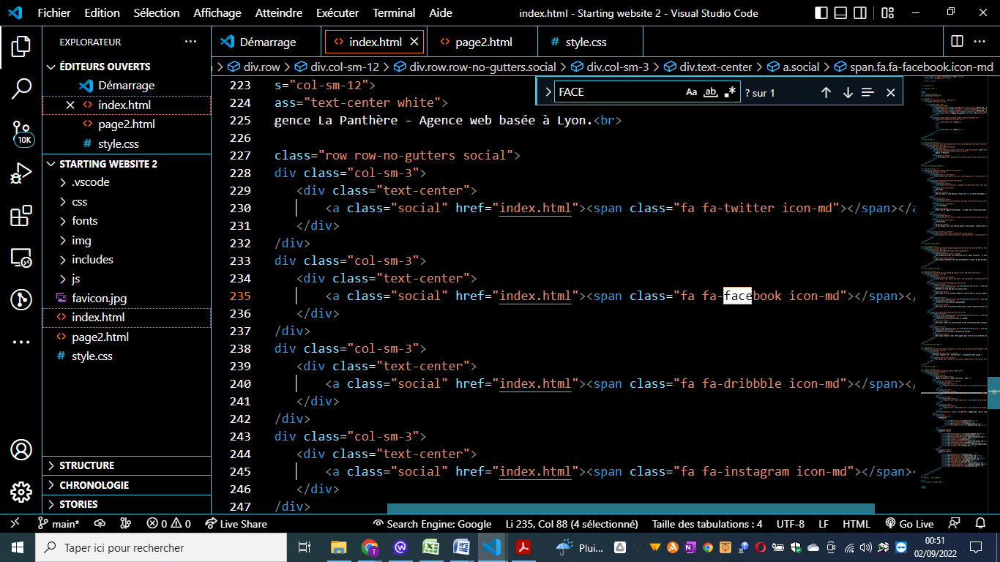 Fichier Edition Sélection Affichage Atteindre Exécuter Terminal Aide index.html - Starting website 2 - Visual Studio Code
EXPLORATEUR ···
ÉDITEURS OUVERTS
Démarrage
index.html
page2.html
style.css
10K
STARTING WEBSITE 2
.vscode
css
fonts
img
includes
js
favicon.jpg
index.html
page2.html
style.css
STRUCTURE
CHRONOLOGIE
STORIES
Démarrage index.html page2.html style.css
div.row div.col-sm-12 div.row.row-no-gutters.social div.col-sm-3 div.text-center a.social span.fa.fa-facebook.icon-md
FACE Aa ab ? sur 1
223 s="col-sm-12">
224 ass="text-center white">
225 gence La Panthère - Agence web basée à Lyon.<br>
226
227 class="row row-no-gutters social">
228 div class="col-sm-3">
229 <div class="text-center">
230 <a class="social" href="index.html"><span class="fa fa-twitter icon-md"></span></a
231 </div>
232 /div>
233 div class="col-sm-3">
234 <div class="text-center">
235 <a class="social" href="index.html"><span class="fa fa-facebook icon-md"></span></
236 </div>
237 /div>
238 div class="col-sm-3">
239 <div class="text-center">
240 <a class="social" href="index.html"><span class="fa fa-dribbble icon-md"></span></
241 </div>
242 /div>
243 div class="col-sm-3">
244 <div class="text-center">
245 <a class="social" href="index.html"><span class="fa fa-instagram icon-md"></span><
246 </div>
247 /div>
main* 0 0 Live Share Search Engine: Google Li 235, Col 88 (4 sélectionné) Taille des tabulations : 4 UTF-8 LF HTML Go Live
Taper ici pour rechercher Plui... 00:51
02/09/2022